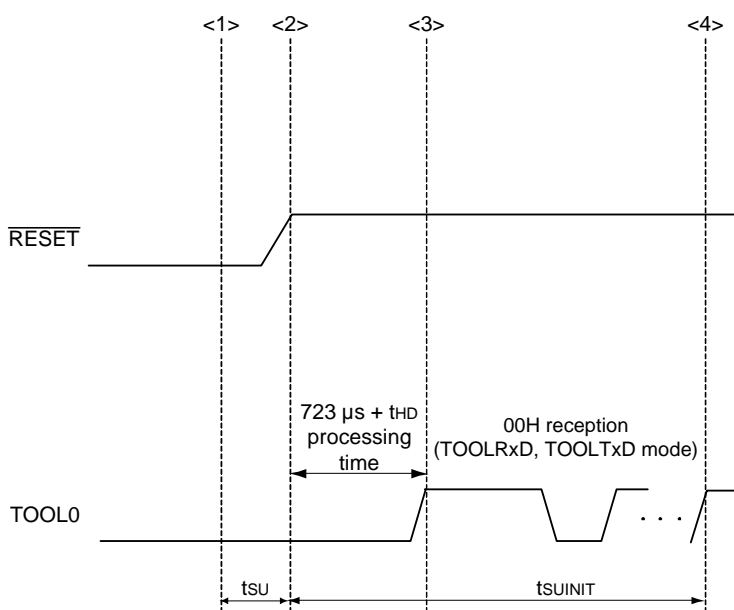 <1> <2> <3> <4>
RESET
723 µs + tHD
processing
time
00H reception
(TOOLRxD, TOOLTxD mode)
TOOL0
. . .
tSU
tSUINIT